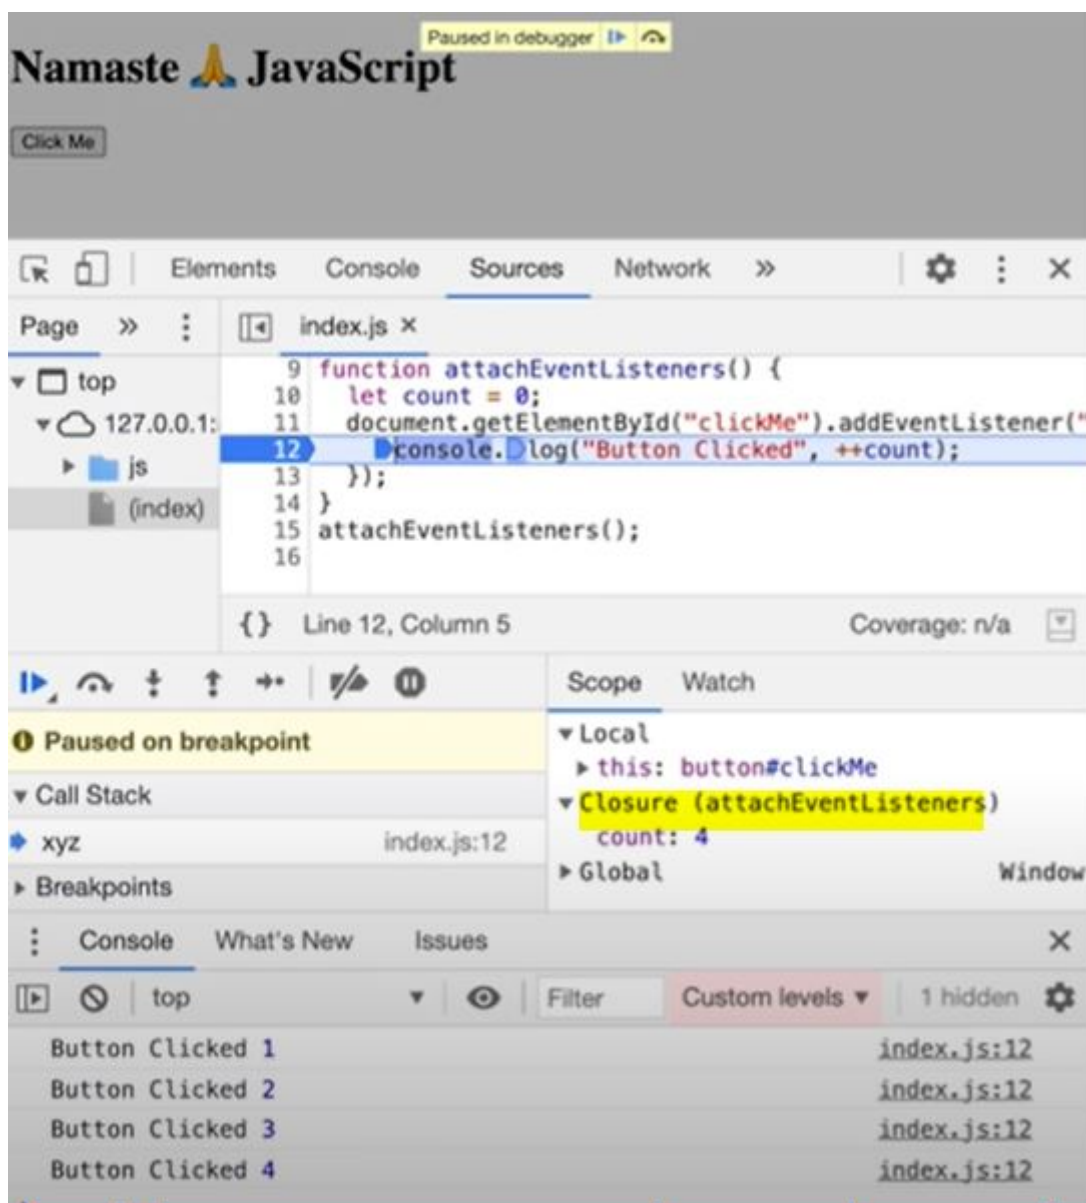 Paused in debugger
Namaste 🙏 JavaScript
Click Me
Elements Console Sources Network »
Page » index.js ×
top
127.0.0.1:
js
(index)
9 function attachEventListeners() {
10 let count = 0;
11 document.getElementById("clickMe").addEventListener("
12 console.log("Button Clicked", ++count);
13 });
14 }
15 attachEventListeners();
16
{} Line 12, Column 5 Coverage: n/a
Scope Watch
Paused on breakpoint
Call Stack
xyz index.js:12
Breakpoints
Local
this: button#clickMe
Closure (attachEventListeners)
count: 4
Global Window
Console What's New Issues
top Filter Custom levels ▼ 1 hidden
Button Clicked 1 index.js:12
Button Clicked 2 index.js:12
Button Clicked 3 index.js:12
Button Clicked 4 index.js:12